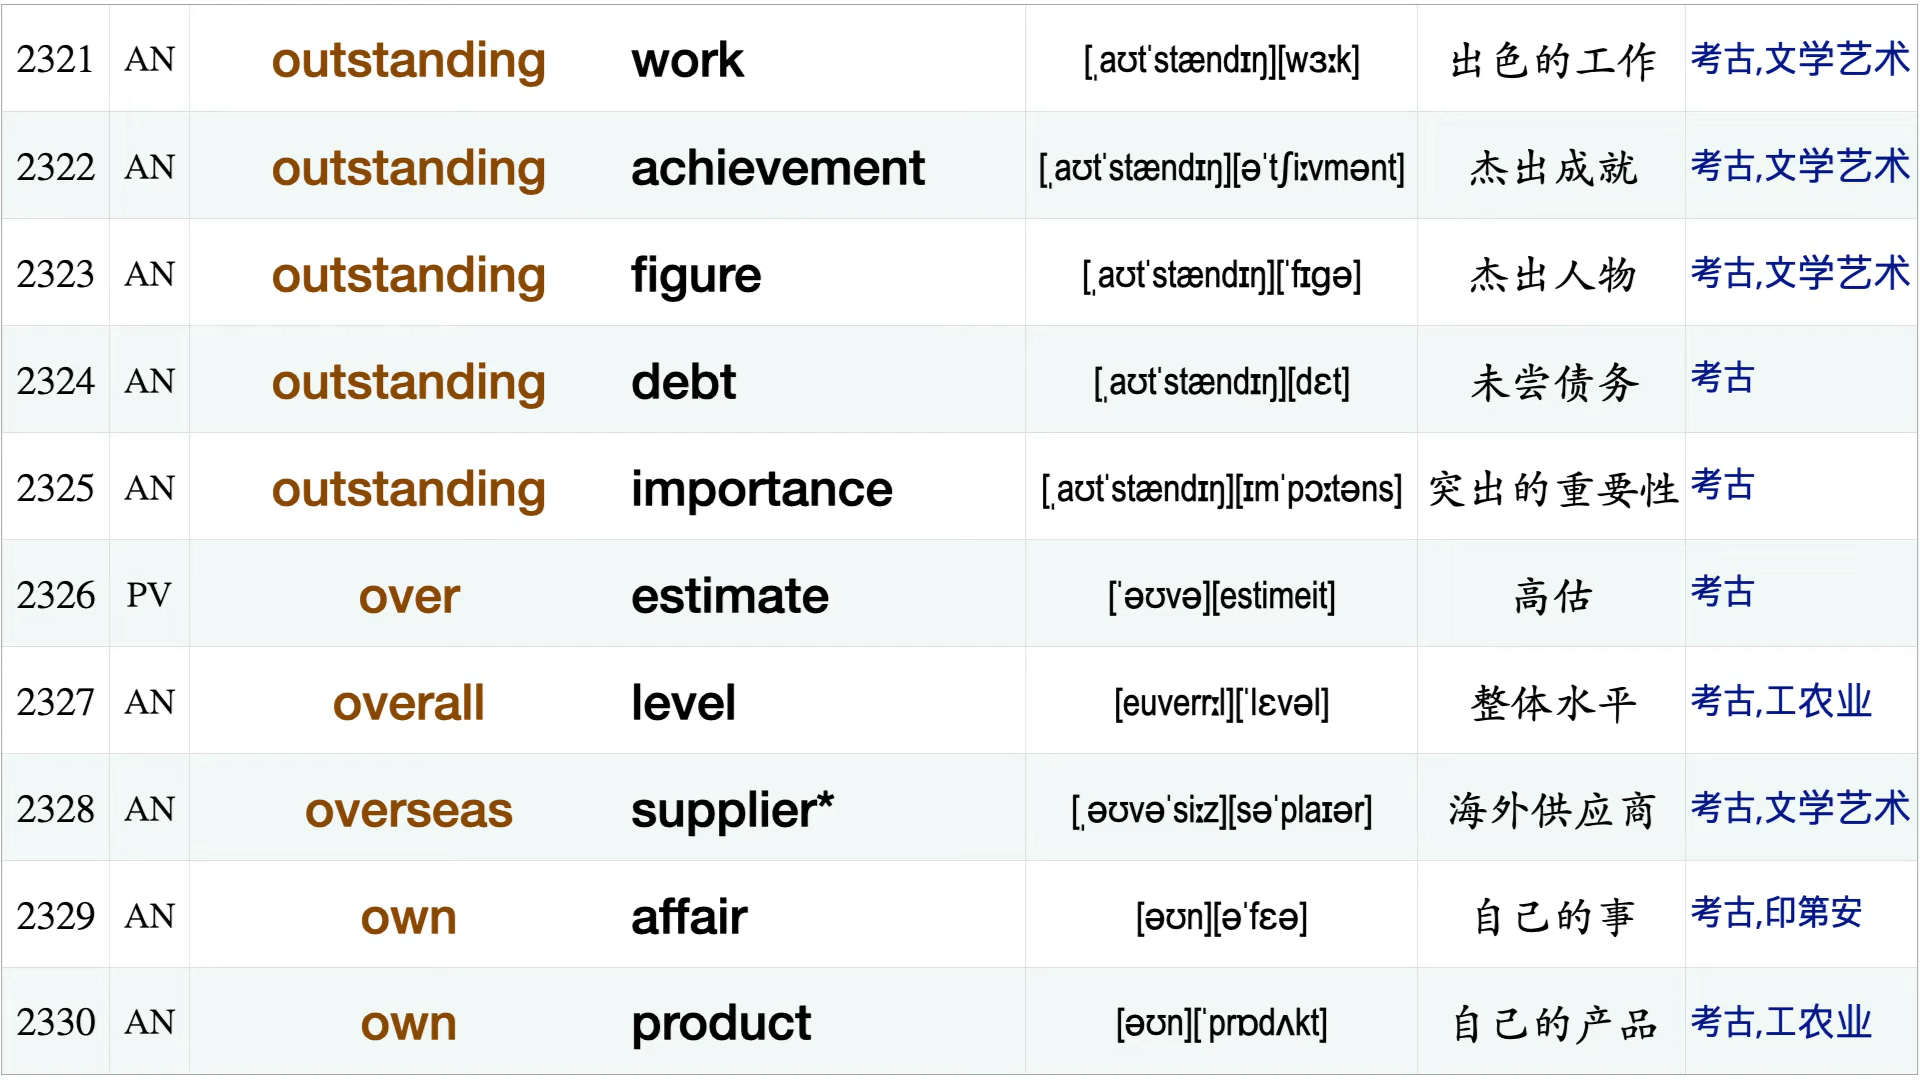 2321 AN outstanding work [ˌaʊtˈstændɪŋ][wɜːk] 出色的工作 考古,文学艺术
2322 AN outstanding achievement [ˌaʊtˈstændɪŋ][əˈtʃiːvmənt] 杰出成就 考古,文学艺术
2323 AN outstanding figure [ˌaʊtˈstændɪŋ][ˈfɪgə] 杰出人物 考古,文学艺术
2324 AN outstanding debt [ˌaʊtˈstændɪŋ][dɛt] 未尝债务 考古
2325 AN outstanding importance [ˌaʊtˈstændɪŋ][ɪmˈpɔːtəns] 突出的重要性 考古
2326 PV over estimate [ˈəʊvə][estimeit] 高估 考古
2327 AN overall level [euverrːl][ˈlɛvəl] 整体水平 考古,工农业
2328 AN overseas supplier* [ˌəʊvəˈsiːz][səˈplaɪər] 海外供应商 考古,文学艺术
2329 AN own affair [əʊn][əˈfɛə] 自己的事 考古,印第安
2330 AN own product [əʊn][ˈprɒdʌkt] 自己的产品 考古,工农业